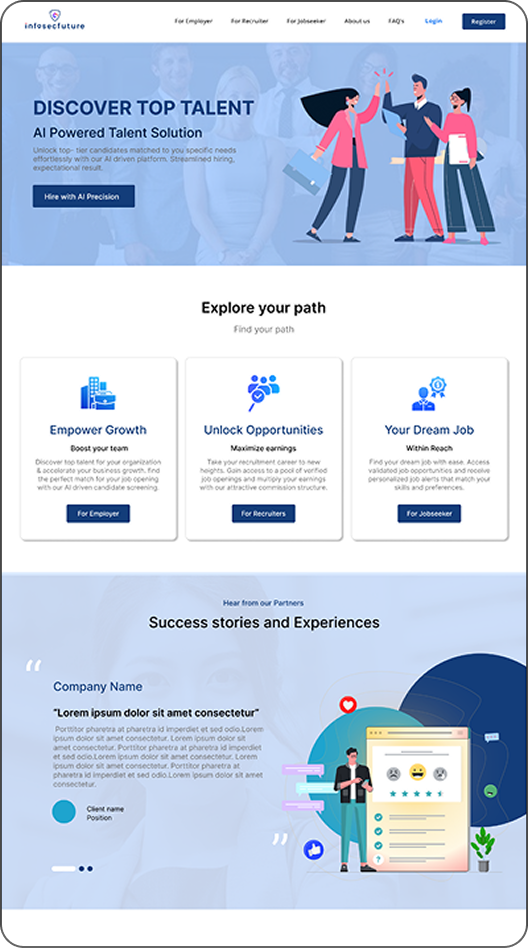 infosecfuture
For Employer
For Recruiter
For Jobseeker
About us
FAQ's
Login
Register
DISCOVER TOP TALENT
AI Powered Talent Solution
Unlock top- tier candidates matched to you specific needs
effortlessly with our AI driven platform. Streamlined hiring,
expectational result.
Hire with AI Precision
Explore your path
Find your path
Empower Growth
Boost your team
Discover top talent for your organization
& accelerate your business growth. find
the perfect match for your job opening
with our AI driven candidate screening.
For Employer
Unlock Opportunities
Maximize earnings
Take your recruitment career to new
heights. Gain access to a pool of verified
job openings and multiply your earnings
with our attractive commission structure.
For Recruiters
Your Dream Job
Within Reach
Find your dream job with ease. Access
validated job opportunities and receive
personalized job alerts that match your
skills and preferences.
For Jobseeker
Hear from our Partners
Success stories and Experiences
“
Company Name
“Lorem ipsum dolor sit amet consectetur”
Porttitor pharetra at pharetra id imperdiet et sed odio.Lorem
ipsum dolor sit amet consectetur. Lorem ipsum dolor sit amet
consectetur. Porttitor pharetra at pharetra id imperdiet
et sed odio.Lorem ipsum dolor sit amet consectetur. Lorem
ipsum dolor sit amet consectetur. Porttitor pharetra at
pharetra id imperdiet et sed odio.Lorem ipsum dolor sit amet
consectetur.
”
Client name
Position
?